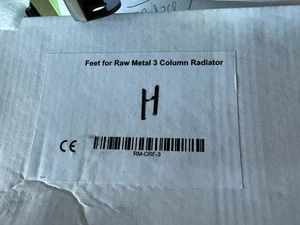 Feet for Raw Metal 3 Column Radiator
H
CE
RM-CRF-3